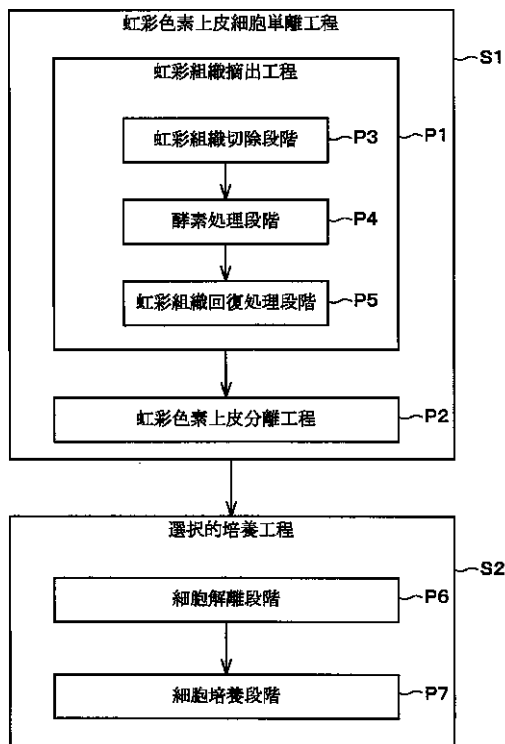 虹彩色素上皮細胞単離工程
S1
虹彩組織摘出工程
P1
虹彩組織切除段階
P3
酵素処理段階
P4
虹彩組織回復処理段階
P5
虹彩色素上皮分離工程
P2
選択的培養工程
S2
細胞解離段階
P6
細胞培養段階
P7